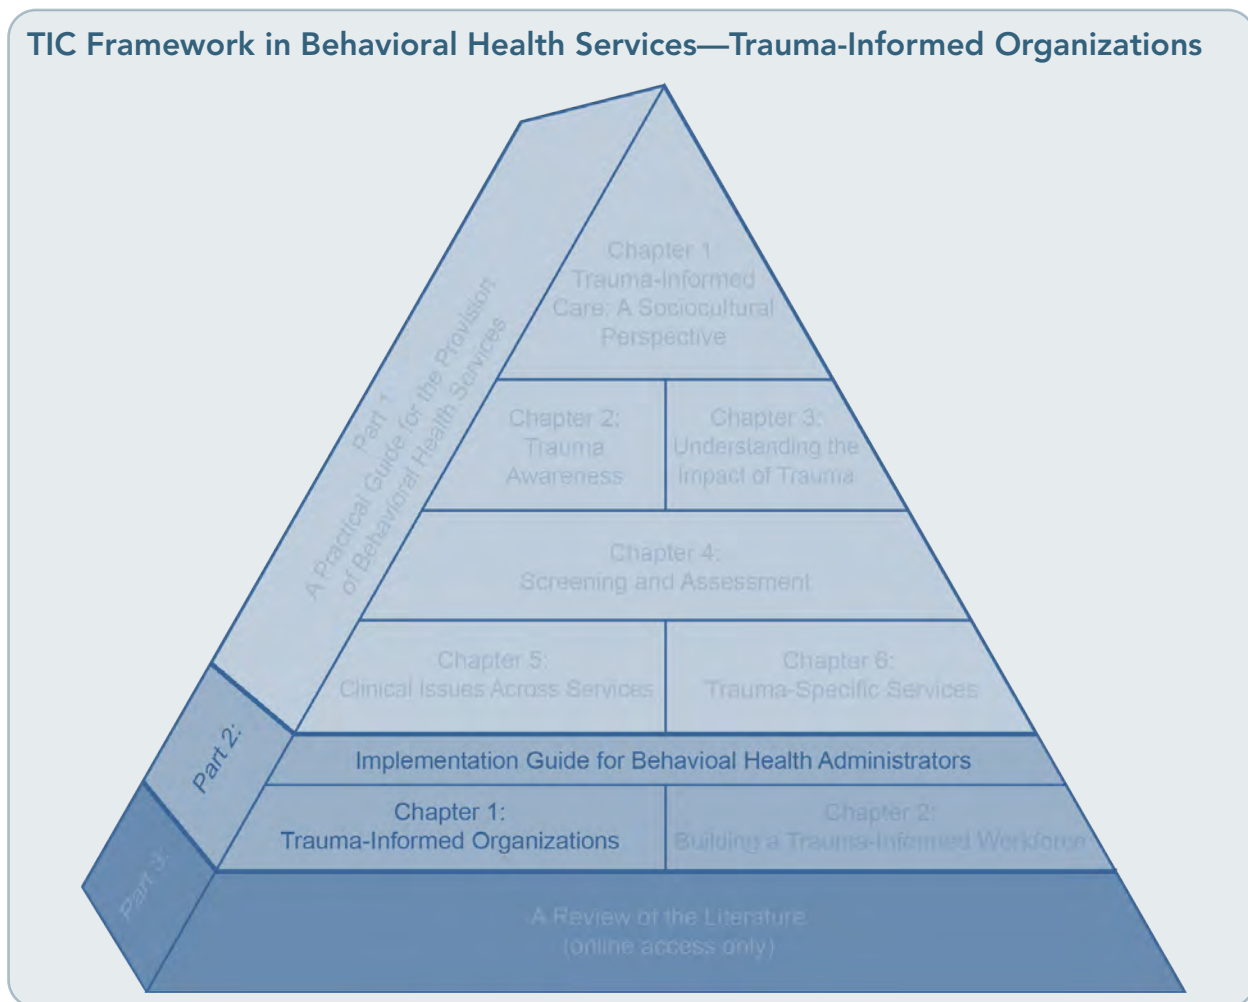 TIC Framework in Behavioral Health Services—Trauma-Informed Organizations
Part 1:
A Practical Guide for the Provision
of Behavioral Health Services
Chapter 1
Trauma-Informed
Care: A Sociocultural
Perspective
Chapter 2:
Trauma
Awareness
Chapter 3:
Understanding the
Impact of Trauma
Chapter 4:
Screening and Assessment
Chapter 5:
Clinical Issues Across Services
Chapter 6:
Trauma-Specific Services
Part 2:
Implementation Guide for Behavioal Health Administrators
Chapter 1:
Trauma-Informed Organizations
Chapter 2:
Building a Trauma-Informed Workforce
Part 3:
A Review of the Literature
(online access only)